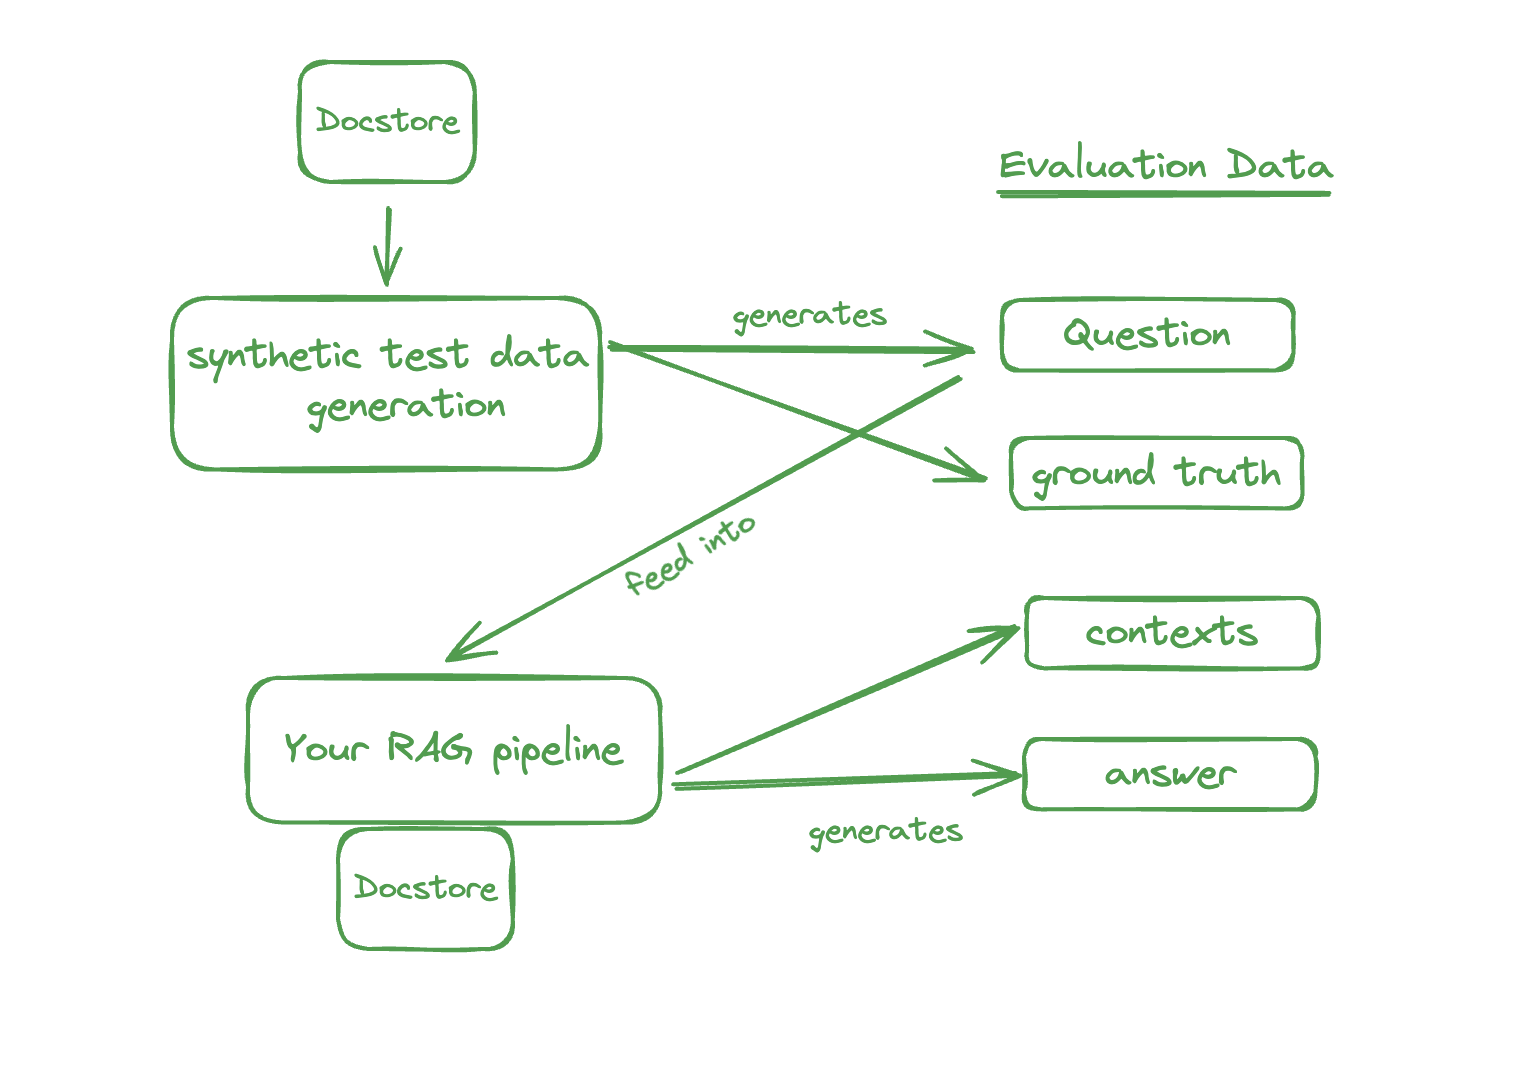 Docstore
Evaluation Data
generates
Question
synthetic test data
generation
ground truth
feed into
contexts
Your RAG pipeline
answer
generates
Docstore